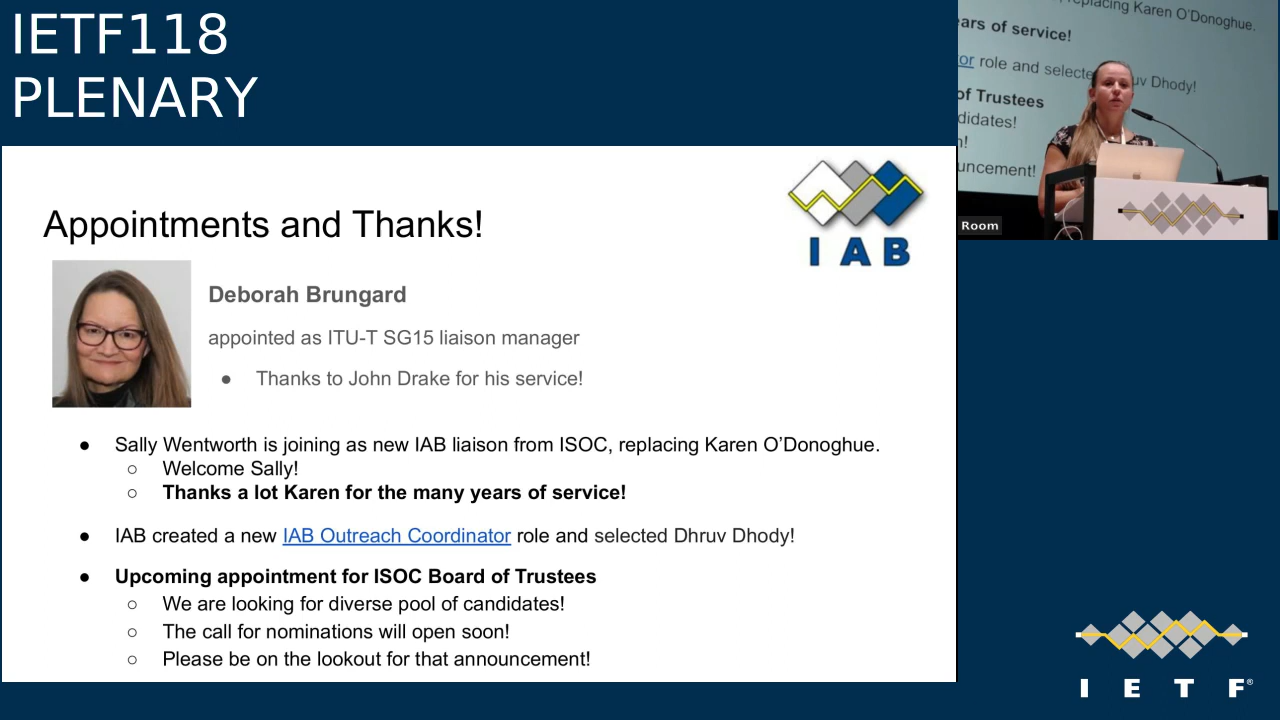 IETF118
PLENARY
Appointments and Thanks!
I A B
Deborah Brungard
appointed as ITU-T SG15 liaison manager
● Thanks to John Drake for his service!
● Sally Wentworth is joining as new IAB liaison from ISOC, replacing Karen O’Donoghue.
○ Welcome Sally!
○ Thanks a lot Karen for the many years of service!
● IAB created a new IAB Outreach Coordinator role and selected Dhruv Dhody!
● Upcoming appointment for ISOC Board of Trustees
○ We are looking for diverse pool of candidates!
○ The call for nominations will open soon!
○ Please be on the lookout for that announcement!
replacing Karen O’Donoghue.
ears of service!
or role and selecte uv Dhody!
of Trustees
didates!
n!
uncement!
Room
I E T F®